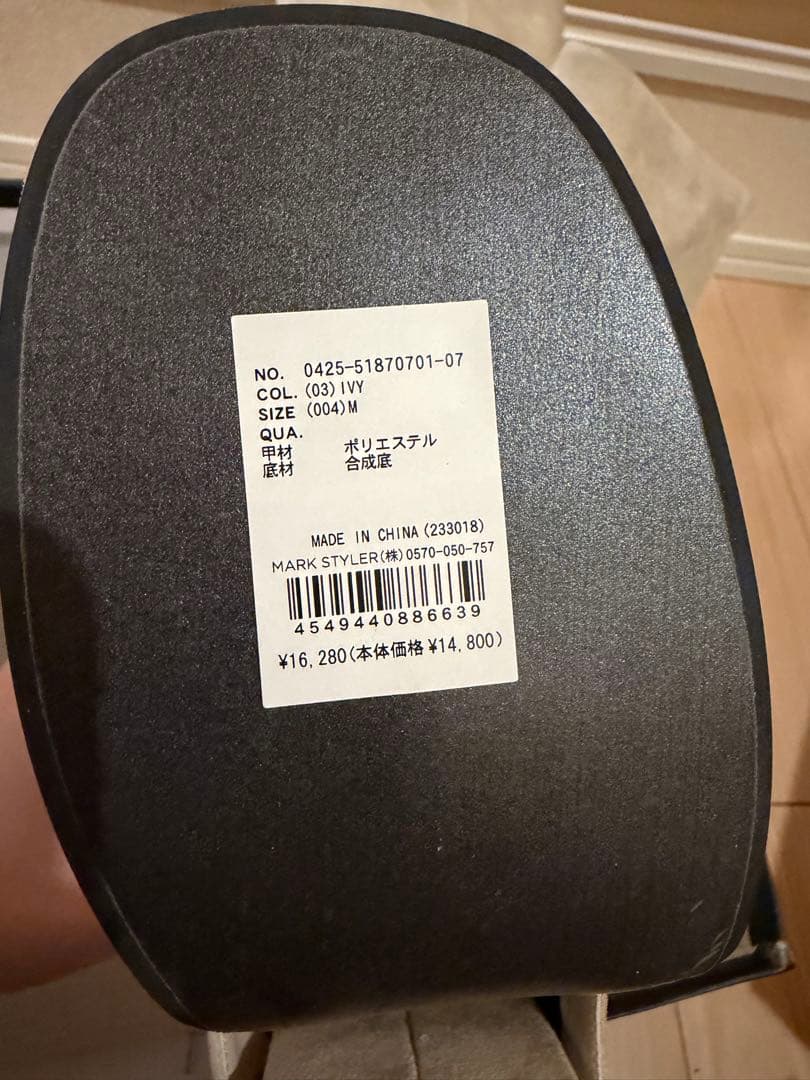 NO. 0425-51870701-07
COL. (03)IVY
SIZE (004)M
QUA.
甲材 ポリエステル
底材 合成底
MADE IN CHINA(233018)
MARK STYLER(株)0570-050-757
4549440886639
¥16,280(本体価格¥14,800)